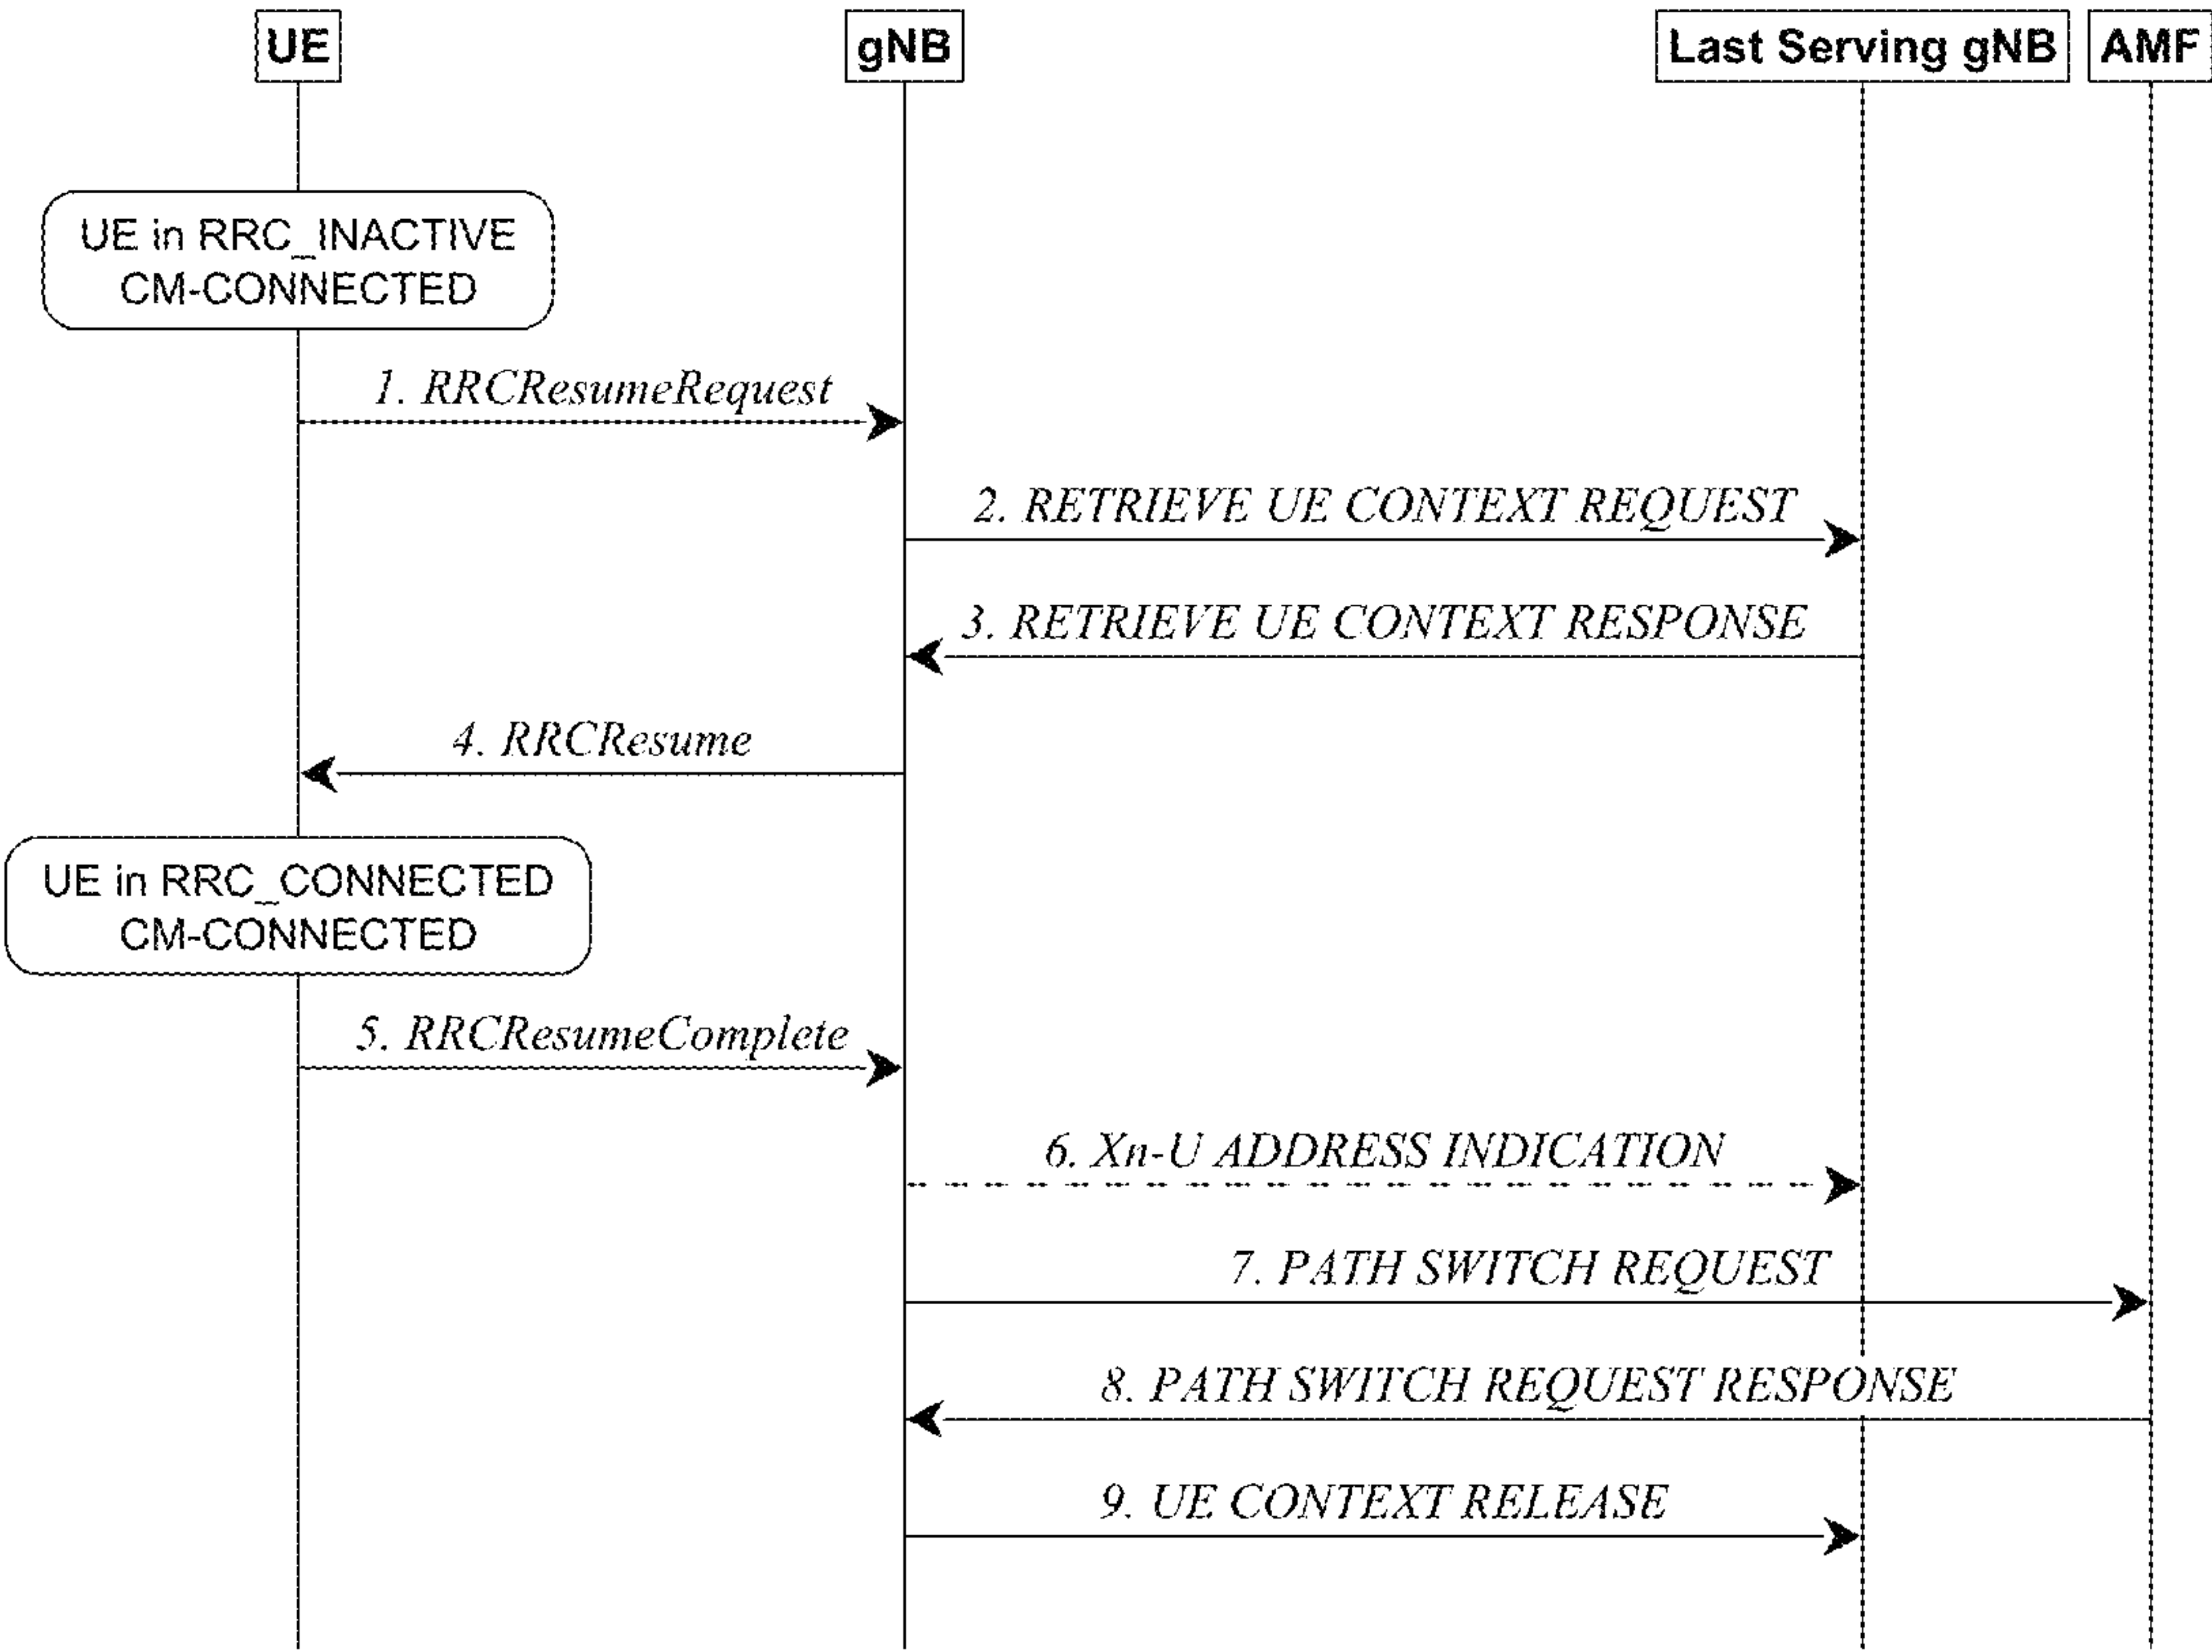 UE
gNB
Last Serving gNB
AMF
UE in RRC_INACTIVE
CM-CONNECTED
1. RRCResumeRequest
2. RETRIEVE UE CONTEXT REQUEST
3. RETRIEVE UE CONTEXT RESPONSE
4. RRCResume
UE in RRC_CONNECTED
CM-CONNECTED
5. RRCResumeComplete
6. Xn-U ADDRESS INDICATION
7. PATH SWITCH REQUEST
8. PATH SWITCH REQUEST RESPONSE
9. UE CONTEXT RELEASE